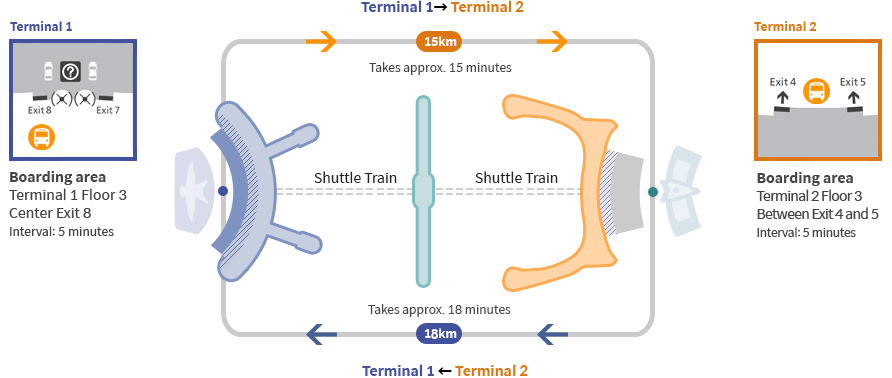 Terminal 1→ Terminal 2
Terminal 1
Exit 8
Exit 7
Boarding area
Terminal 1 Floor 3
Center Exit 8
Interval: 5 minutes
15km
Takes approx. 15 minutes
Shuttle Train
Shuttle Train
Takes approx. 18 minutes
18km
Terminal 2
Exit 4
Exit 5
Boarding area
Terminal 2 Floor 3
Between Exit 4 and 5
Interval: 5 minutes
Terminal 1 ← Terminal 2